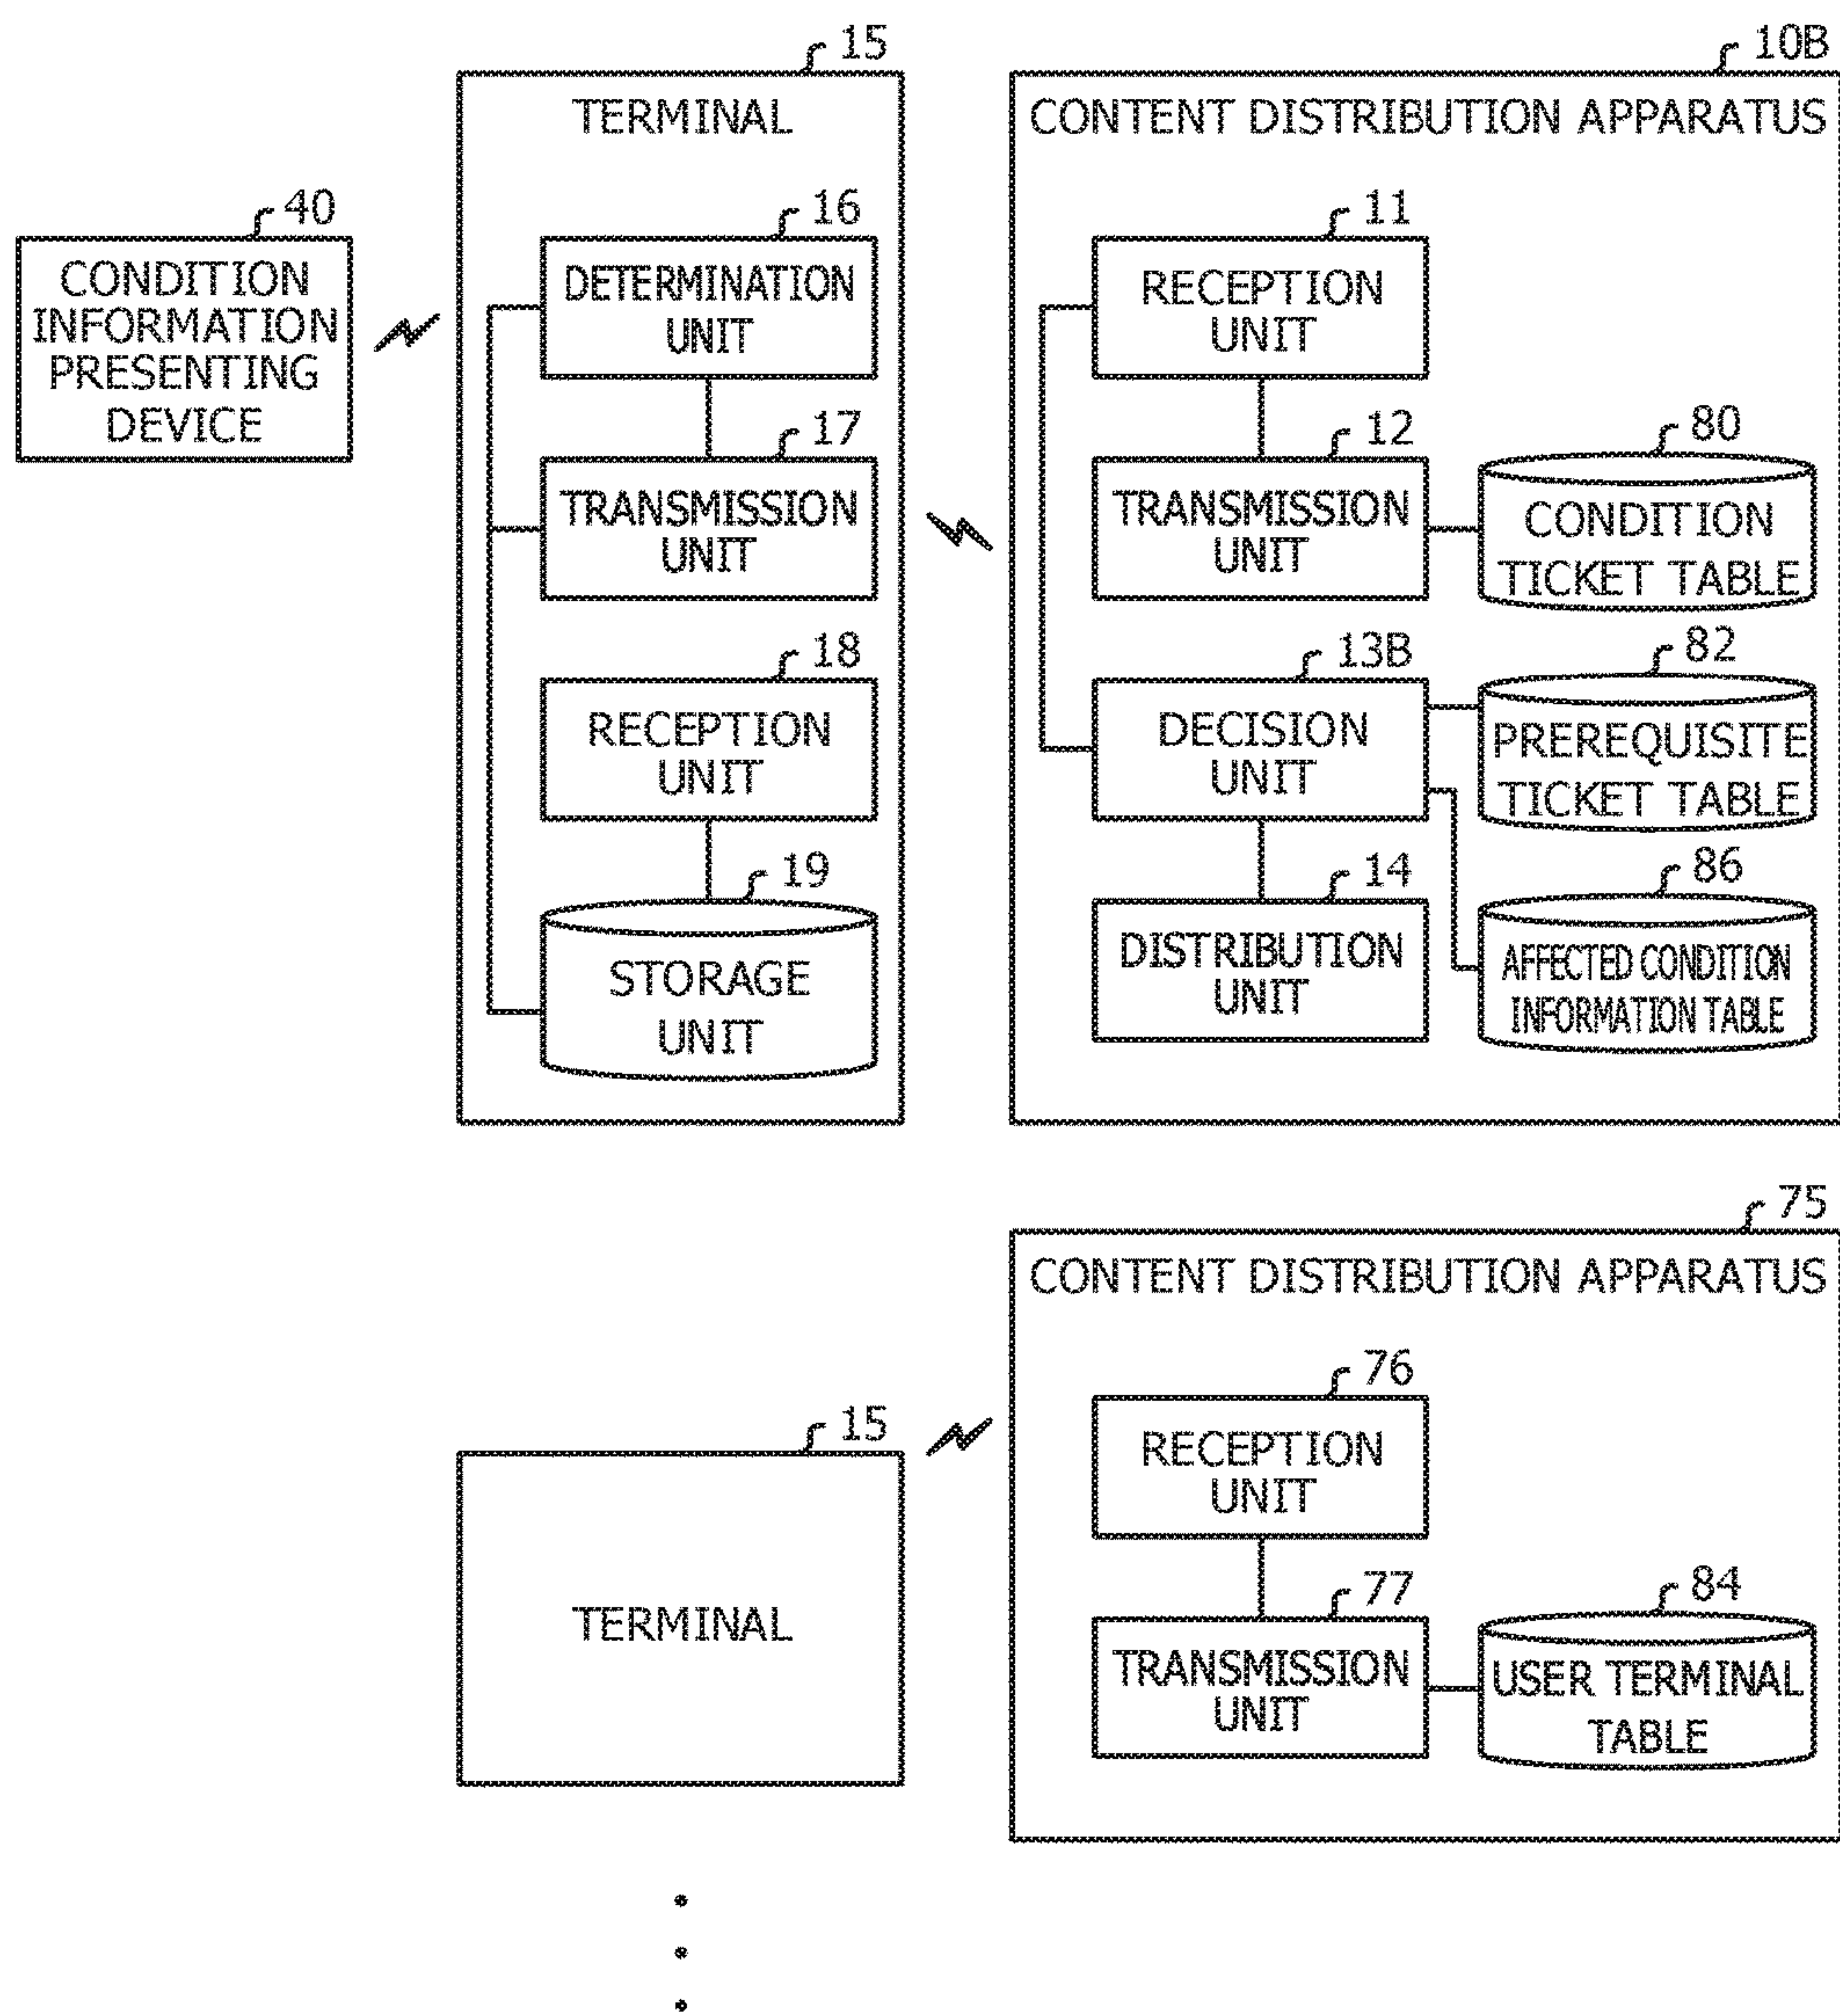 15
TERMINAL
40
CONDITION
INFORMATION
PRESENTING
DEVICE
16
DETERMINATION
UNIT
17
TRANSMISSION
UNIT
18
RECEPTION
UNIT
19
STORAGE
UNIT
10B
CONTENT DISTRIBUTION APPARATUS
11
RECEPTION
UNIT
12
TRANSMISSION
UNIT
80
CONDITION
TICKET TABLE
13B
DECISION
UNIT
82
PREREQUISITE
TICKET TABLE
14
DISTRIBUTION
UNIT
86
AFFECTED CONDITION
INFORMATION TABLE
15
TERMINAL
75
CONTENT DISTRIBUTION APPARATUS
76
RECEPTION
UNIT
77
TRANSMISSION
UNIT
84
USER TERMINAL
TABLE